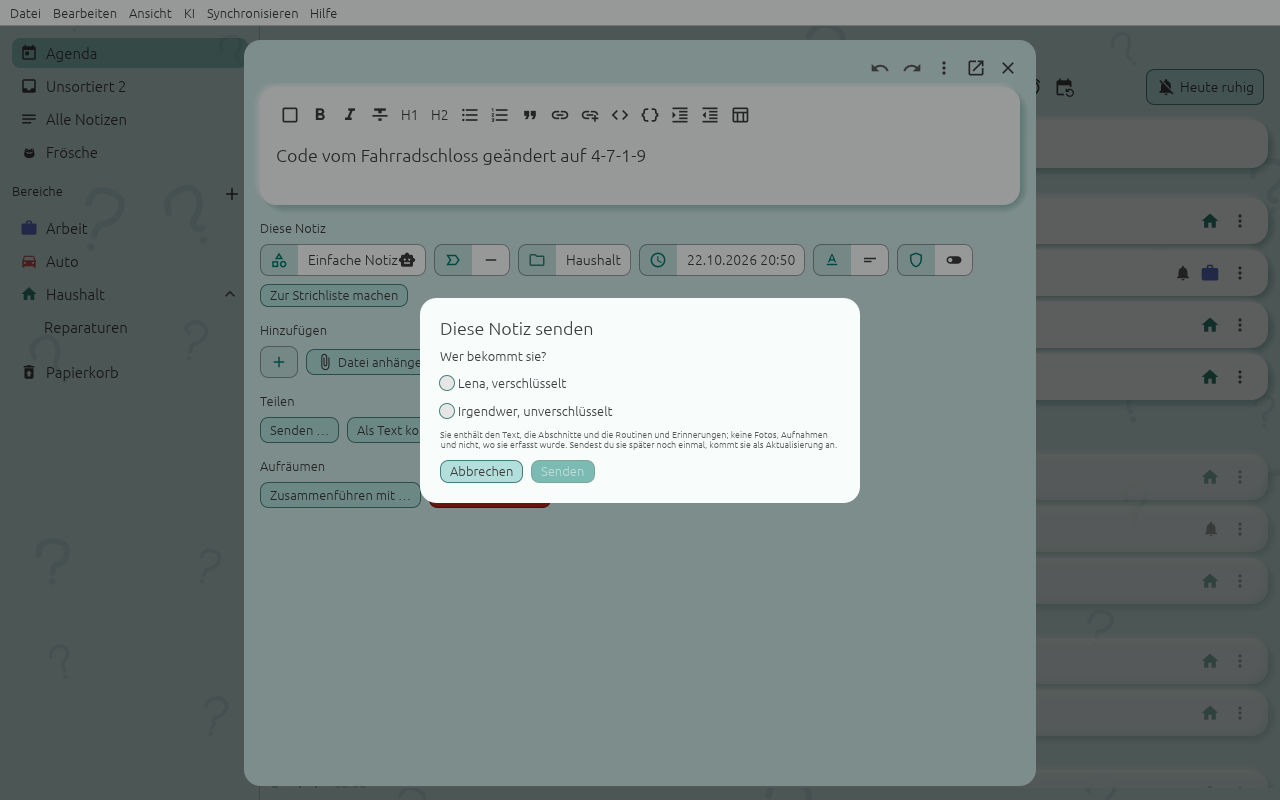 Datei Bearbeiten Ansicht KI Synchronisieren Hilfe
Agenda
Unsortiert 2
Alle Notizen
Frösche
Bereiche
Arbeit
Auto
Haushalt
Reparaturen
Papierkorb
Heute ruhig
B I H1 H2
Code vom Fahrradschloss geändert auf 4-7-1-9
Diese Notiz
Einfache Notiz
Haushalt
22.10.2026 20:50
Zur Strichliste machen
Hinzufügen
Datei anhänge
Teilen
Senden …
Als Text ko
Aufräumen
Zusammenführen mit …
Diese Notiz senden
Wer bekommt sie?
Lena, verschlüsselt
Irgendwer, unverschlüsselt
Sie enthält den Text, die Abschnitte und die Routinen und Erinnerungen; keine Fotos, Aufnahmen
und nicht, wo sie erfasst wurde. Sendest du sie später noch einmal, kommt sie als Aktualisierung an.
Abbrechen
Senden